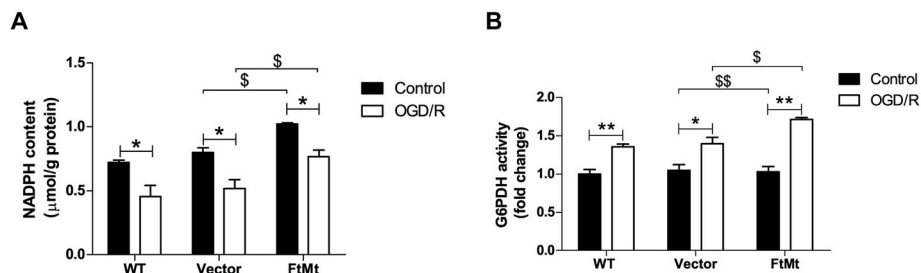 A
NADPH content
(μmol/g protein)
1.5
1.0
0.5
0.0
$
$
*
*
*
WT
Vector
FtMt
Control
OGD/R
B
G6PDH activity
(fold change)
2.0
1.5
1.0
0.5
0.0
$
$$
**
*
**
WT
Vector
FtMt
Control
OGD/R